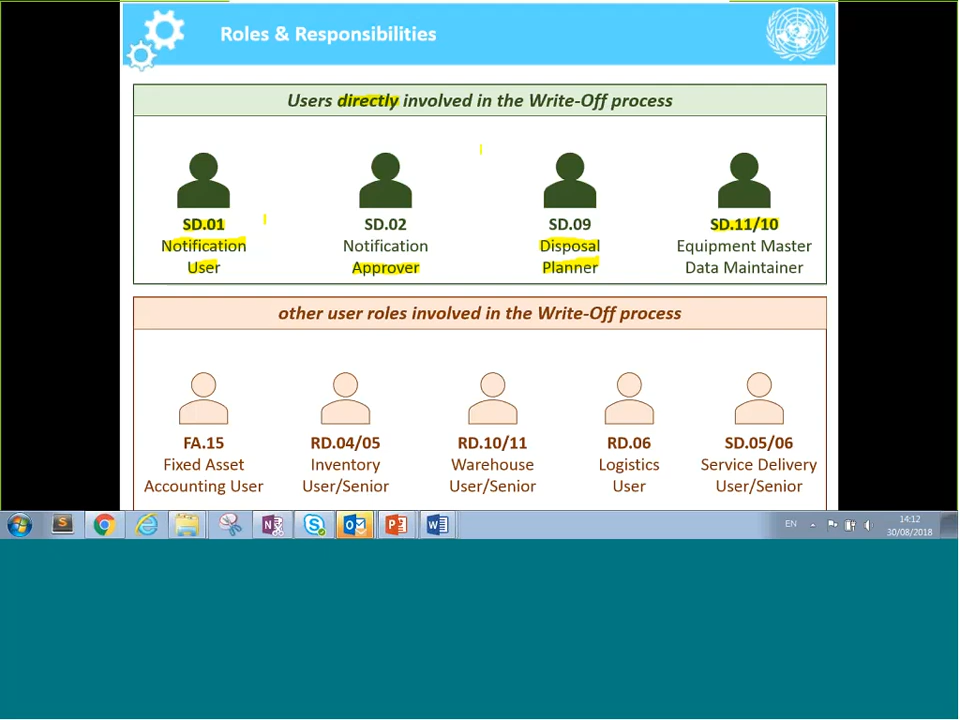 Roles & Responsibilities
Users directly involved in the Write-Off process
SD.01
Notification
User
SD.02
Notification
Approver
SD.09
Disposal
Planner
SD.11/10
Equipment Master
Data Maintainer
other user roles involved in the Write-Off process
FA.15
Fixed Asset
Accounting User
RD.04/05
Inventory
User/Senior
RD.10/11
Warehouse
User/Senior
RD.06
Logistics
User
SD.05/06
Service Delivery
User/Senior
EN
14:12
30/08/2018